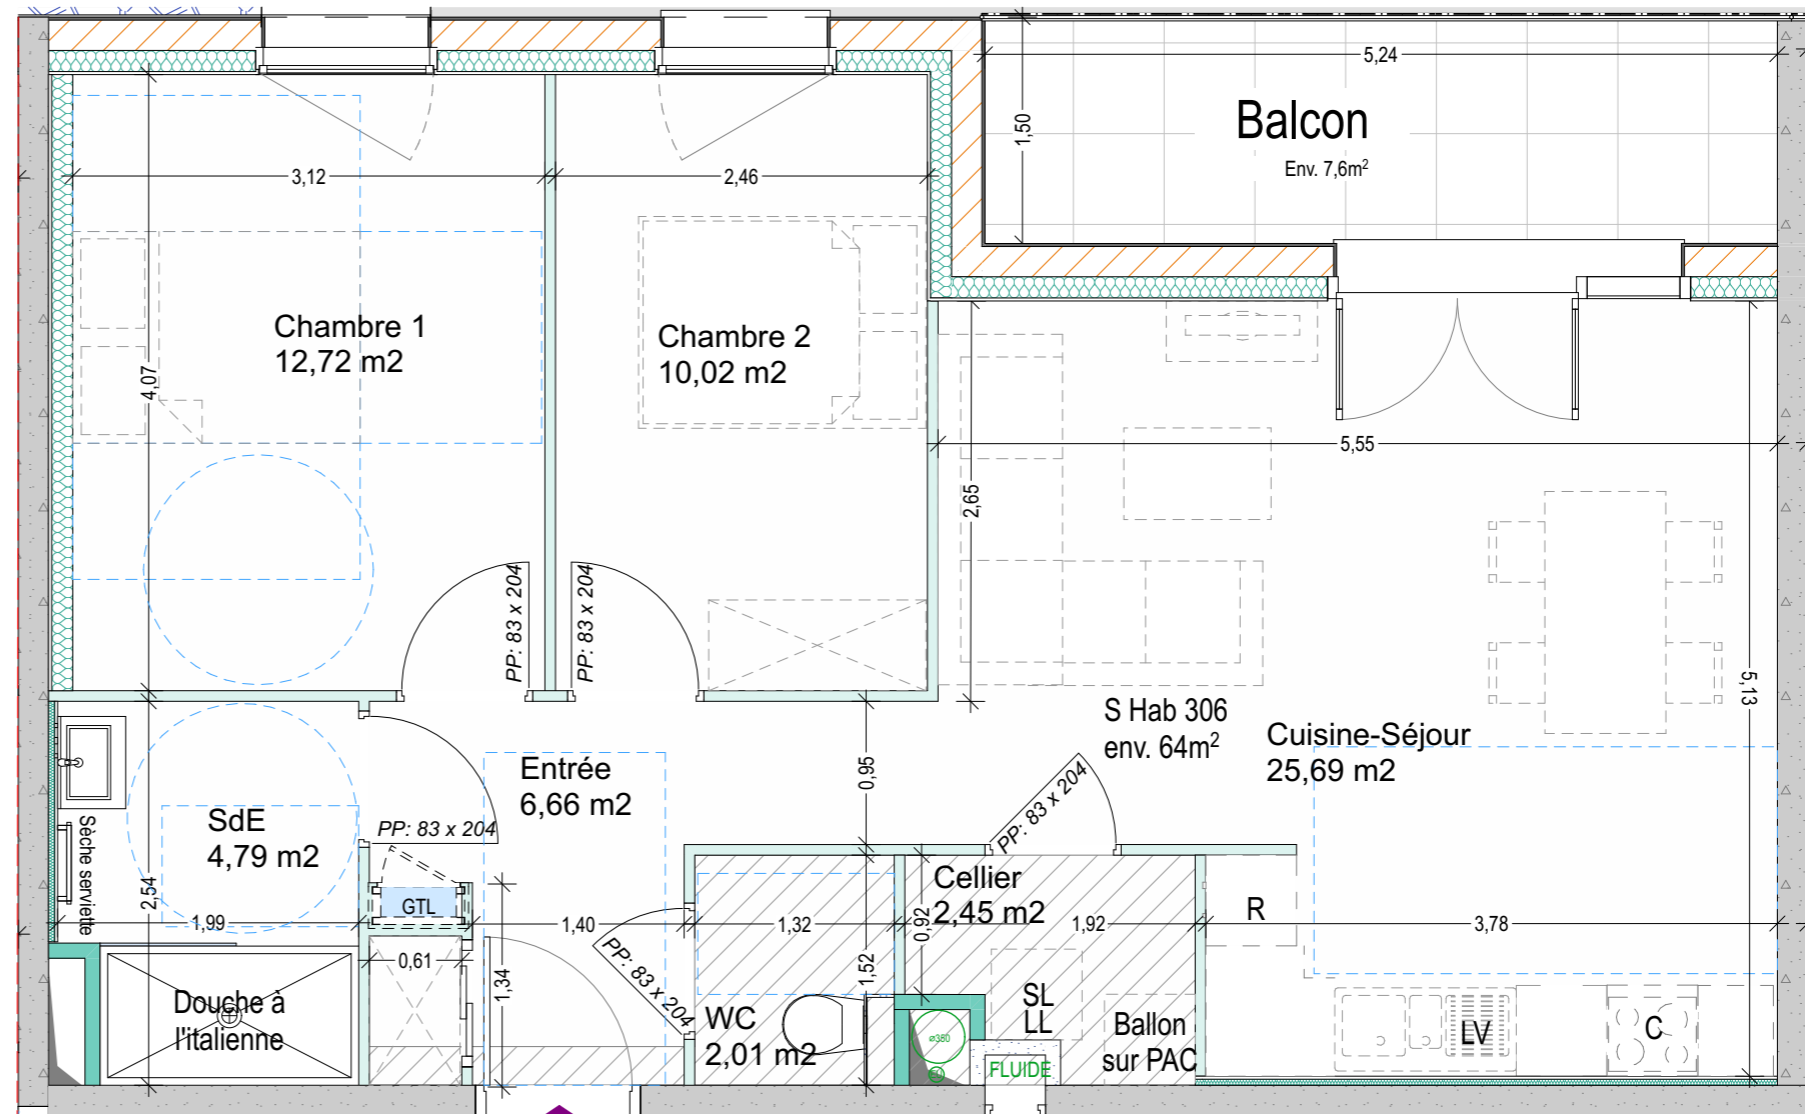 5,24
Balcon
Env. 7,6m²
1,50
3,12
2,46
Chambre 1
12,72 m2
Chambre 2
10,02 m2
4,07
5,55
2,65
PP: 83 x 204
PP: 83 x 204
5,13
S Hab 306
env. 64m²
Cuisine-Séjour
25,69 m2
Entrée
6,66 m2
0,95
PP: 83 x 204
SdE
4,79 m2
PP: 83 x 204
Sèche serviette
2,54
GTL
Cellier
2,45 m2
R
1,99
1,40
1,32
0,92
1,92
3,78
0,61
1,34
1,52
PP: 83 x 204
Douche à
l'italienne
WC
2,01 m2
SL
LL
Ballon
sur PAC
LV
C
ø350
FLUIDE